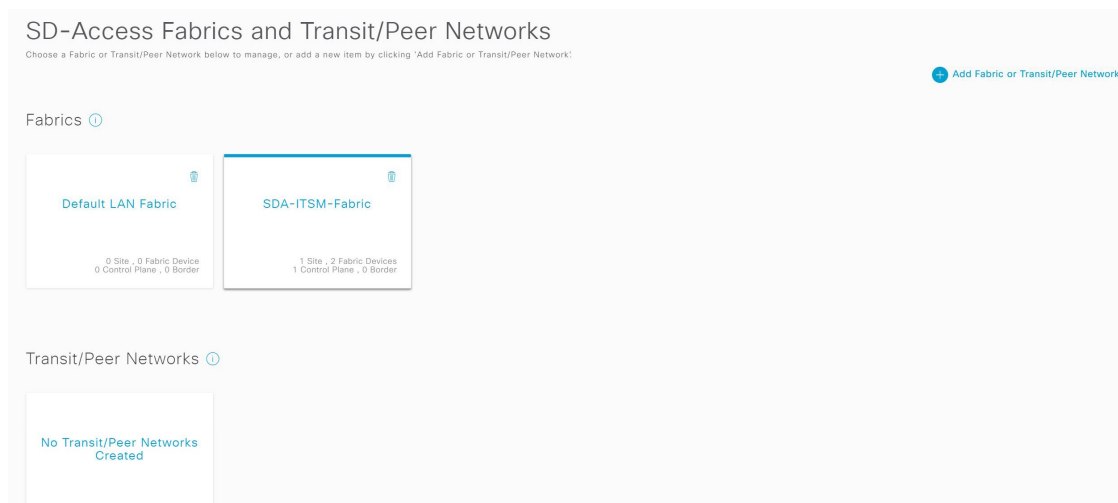 SD-Access Fabrics and Transit/Peer Networks
Choose a Fabric or Transit/Peer Network below to manage, or add a new item by clicking 'Add Fabric or Transit/Peer Network'.
Add Fabric or Transit/Peer Network
Fabrics
Default LAN Fabric
0 Site , 0 Fabric Device
0 Control Plane , 0 Border
SDA-ITSM-Fabric
1 Site , 2 Fabric Devices
1 Control Plane , 0 Border
Transit/Peer Networks
No Transit/Peer Networks
Created